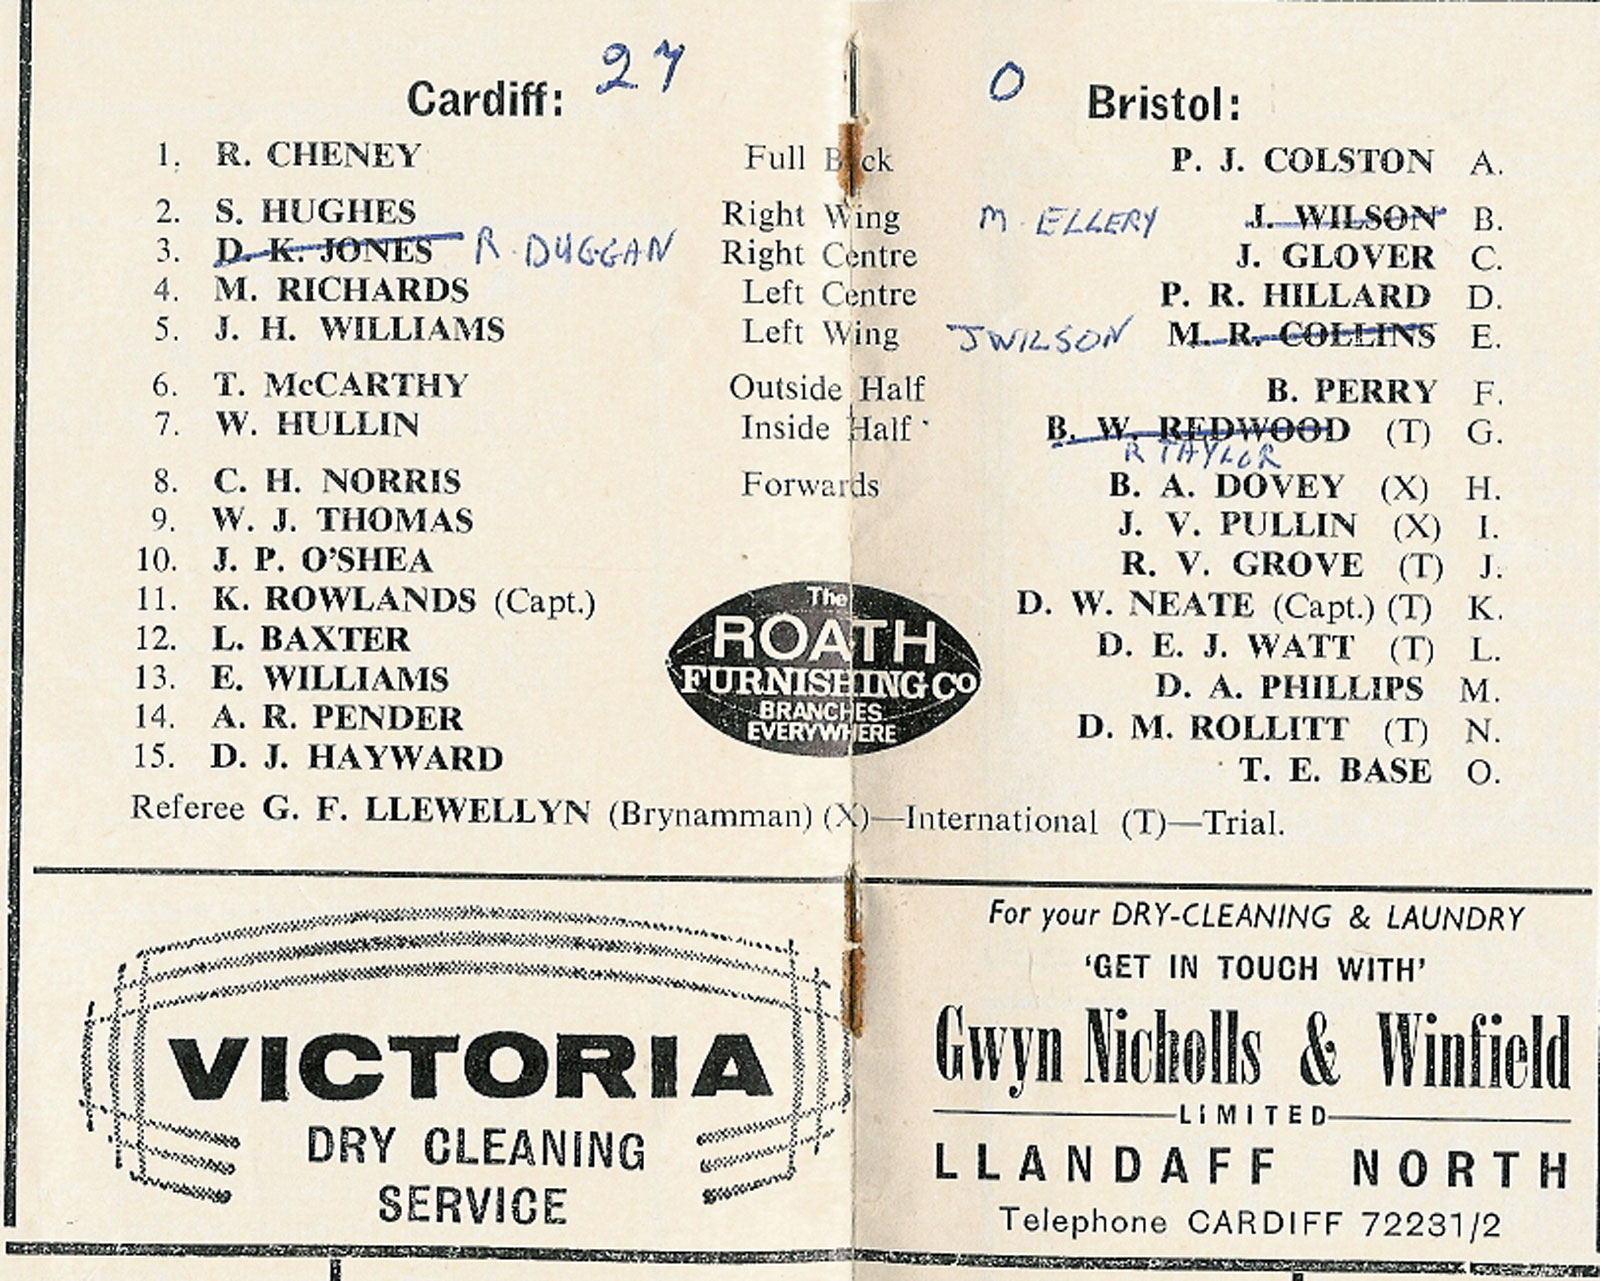 27 0
Cardiff: Bristol:
1. R. CHENEY Full Back P. J. COLSTON A.
2. S. HUGHES Right Wing M. ELLERY J. WILSON B.
3. D. K. JONES R. DUGGAN Right Centre J. GLOVER C.
4. M. RICHARDS Left Centre P. R. HILLARD D.
5. J. H. WILLIAMS Left Wing J WILSON M. R. COLLINS E.
6. T. McCARTHY Outside Half B. PERRY F.
7. W. HULLIN Inside Half B. W. REDWOOD (T) G.
R TAYLOR
8. C. H. NORRIS Forwards B. A. DOVEY (X) H.
9. W. J. THOMAS J. V. PULLIN (X) I.
10. J. P. O'SHEA R. V. GROVE (T) J.
11. K. ROWLANDS (Capt.) D. W. NEATE (Capt.) (T) K.
12. L. BAXTER D. E. J. WATT (T) L.
13. E. WILLIAMS D. A. PHILLIPS M.
14. A. R. PENDER D. M. ROLLITT (T) N.
15. D. J. HAYWARD T. E. BASE O.
The
ROATH
FURNISHING CO
BRANCHES
EVERYWHERE
Referee G. F. LLEWELLYN (Brynamman) (X)—International (T)—Trial.
VICTORIA
DRY CLEANING
SERVICE
For your DRY-CLEANING & LAUNDRY
'GET IN TOUCH WITH'
Gwyn Nicholls & Winfield
LIMITED
LLANDAFF NORTH
Telephone CARDIFF 72231/2